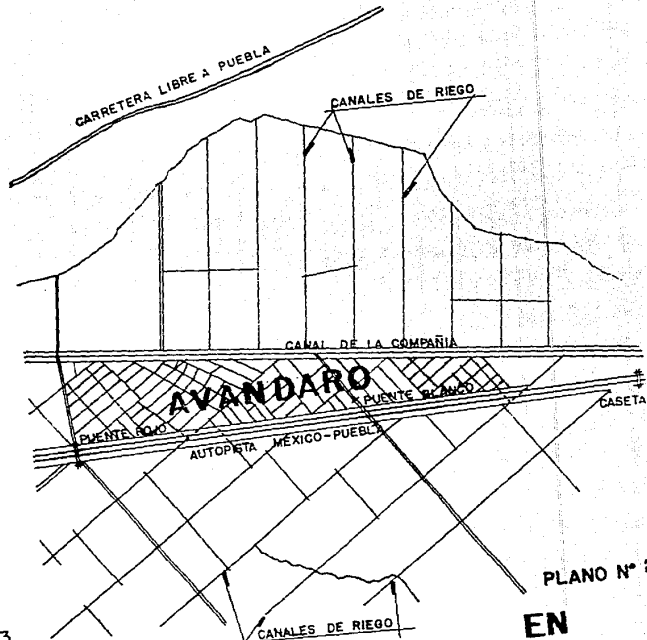 CARRETERA LIBRE A PUEBLA
CANALES DE RIEGO
CANAL DE LA COMPAÑIA
AVANDARO
PUENTE BLANCO
CASETA
PUENTE ROJO
AUTOPISTA MÉXICO-PUEBLA
PLANO Nº
CANALES DE RIEGO
EN